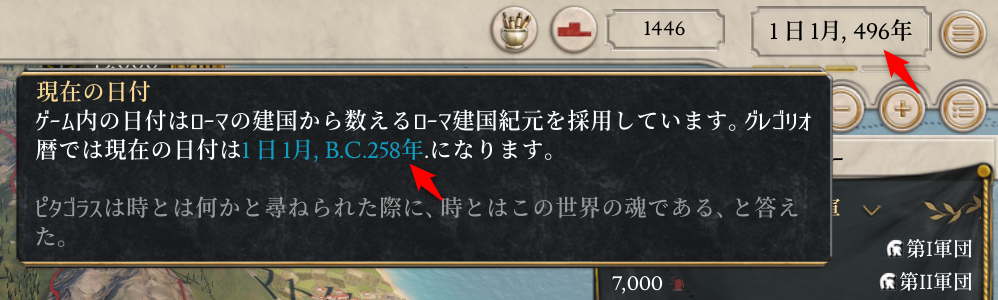 1446
1 日 1月, 496年
現在の日付
ゲーム内の日付はローマの建国から数えるローマ建国紀元を採用しています。グレゴリオ
暦では現在の日付は1 日 1月, B.C.258年.になります。
ピタゴラスは時とは何かと尋ねられた際に、時とはこの世界の魂である、と答え
た。
第I軍団
7,000
第II軍団